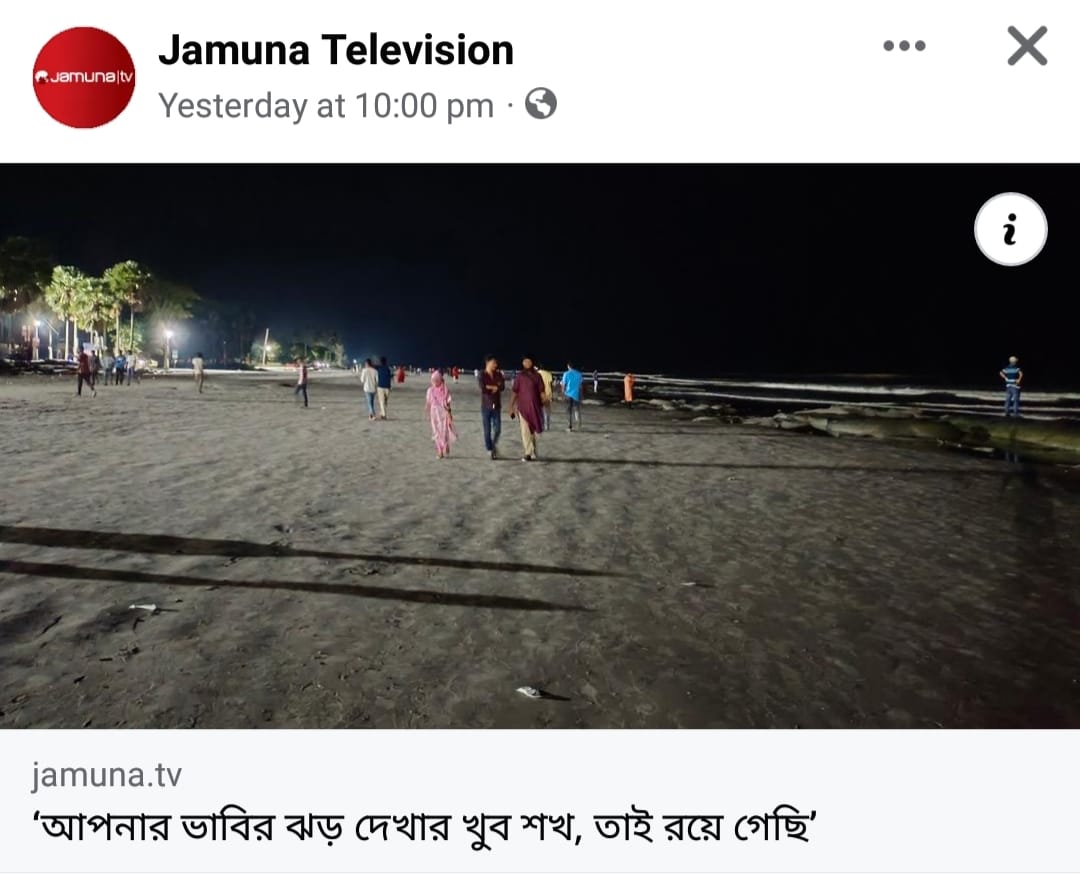 Jamuna Television
Jamuna|tv
Yesterday at 10:00 pm ·
jamuna.tv
‘আপনার ভাবির ঝড় দেখার খুব শখ, তাই রয়ে গেছি’